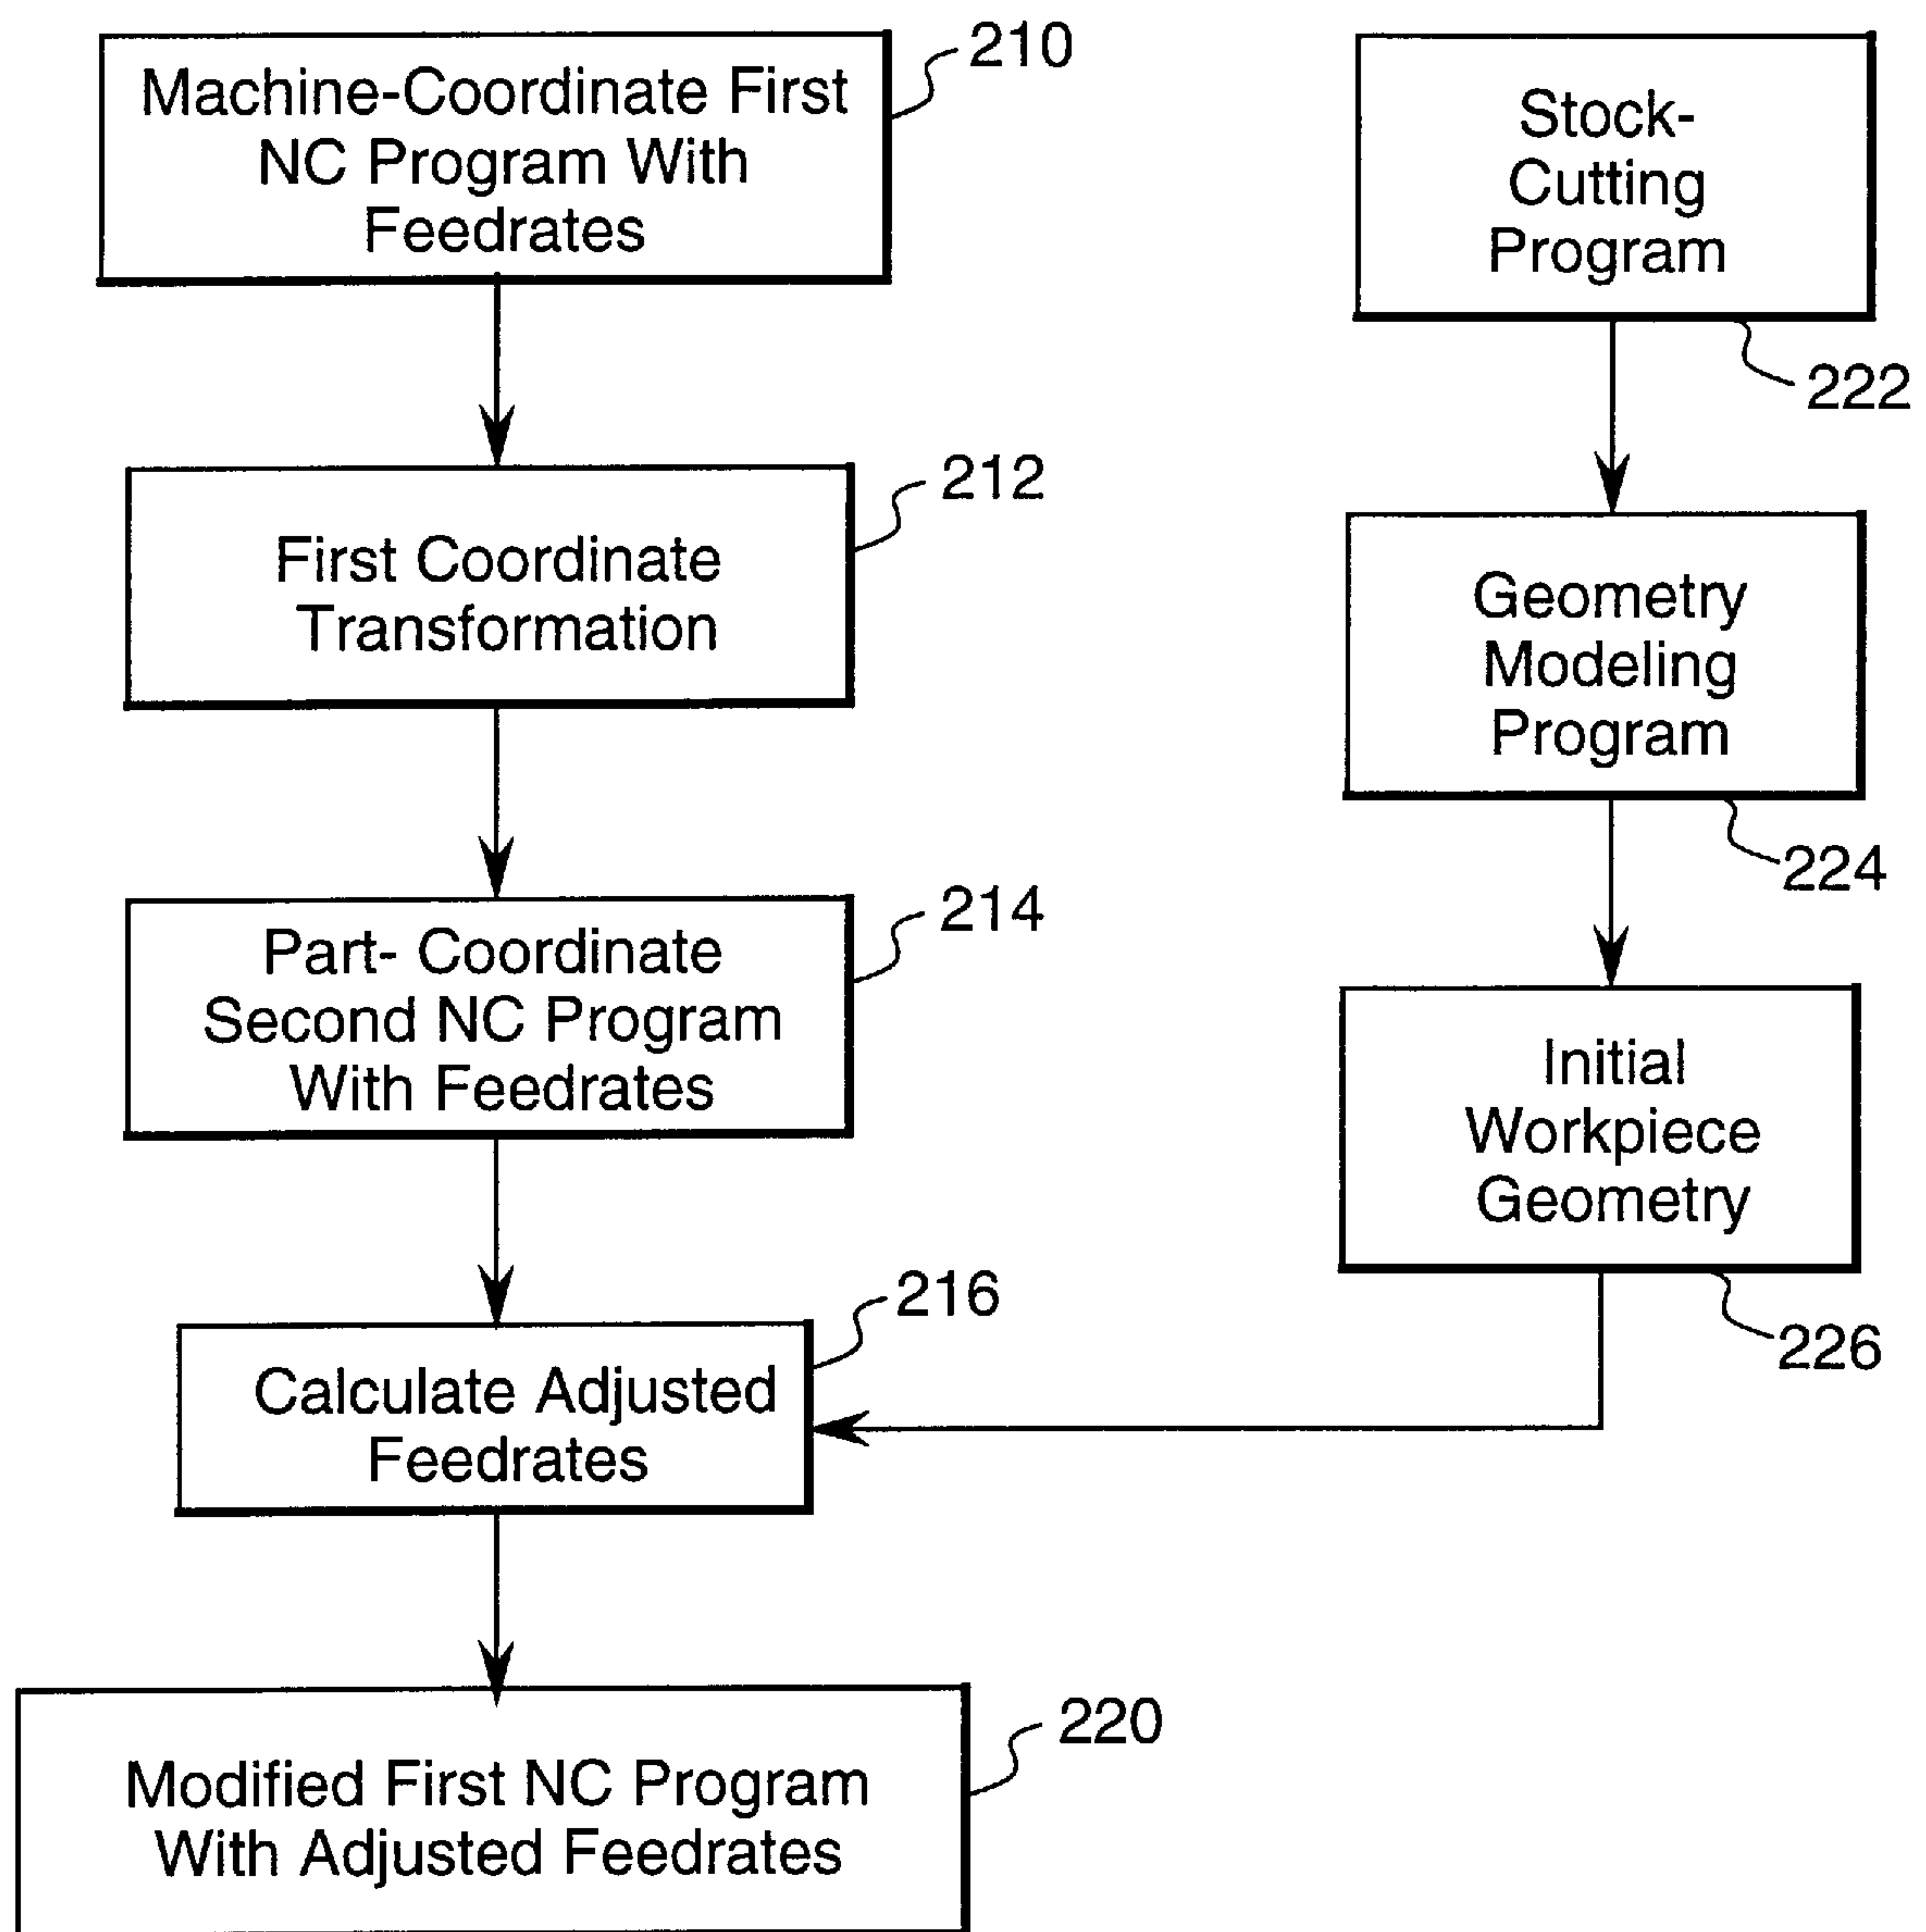 Machine-Coordinate First
NC Program With
Feedrates
210
First Coordinate
Transformation
212
Part- Coordinate
Second NC Program
With Feedrates
214
Calculate Adjusted
Feedrates
216
Modified First NC Program
With Adjusted Feedrates
220
Stock-
Cutting
Program
222
Geometry
Modeling
Program
224
Initial
Workpiece
Geometry
226